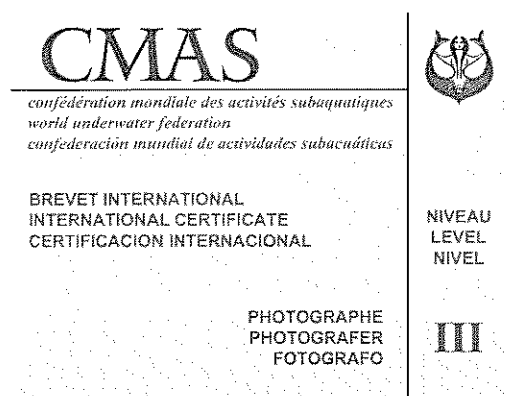 CMAS
confédération mondiale des activités subaquatiques
world underwater federation
confederación mundial de actividades subacuáticas
BREVET INTERNATIONAL
INTERNATIONAL CERTIFICATE
CERTIFICACION INTERNACIONAL
PHOTOGRAPHE
PHOTOGRAFER
FOTOGRAFO
NIVEAU
LEVEL
NIVEL
III